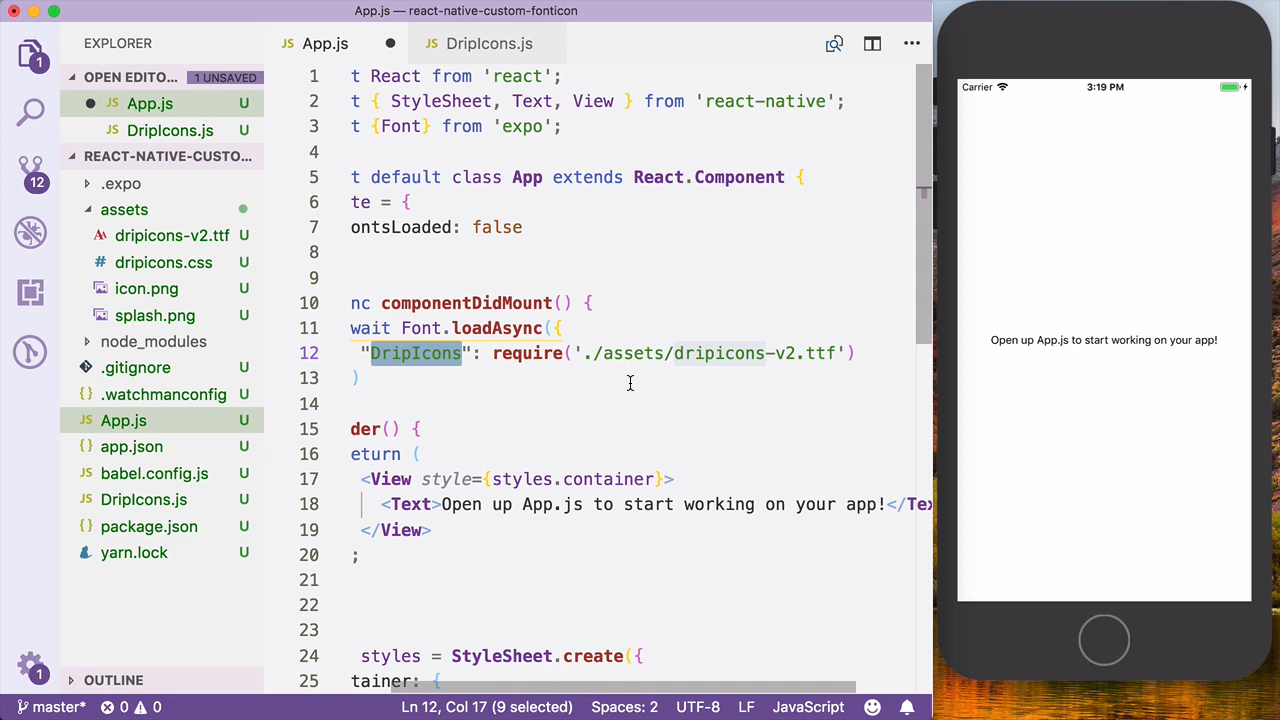 App.js — react-native-custom-fonticon
EXPLORER
OPEN EDITO... 1 UNSAVED
App.js U
DripIcons.js U
REACT-NATIVE-CUSTO...
.expo
assets
dripicons-v2.ttf U
dripicons.css U
icon.png U
splash.png U
node_modules
.gitignore U
.watchmanconfig U
App.js U
app.json U
babel.config.js U
DripIcons.js U
package.json U
yarn.lock U
OUTLINE
1
12
1
JS App.js
JS DripIcons.js
1 t React from 'react';
2 t { StyleSheet, Text, View } from 'react-native';
3 t {Font} from 'expo';
4
5 t default class App extends React.Component {
6 te = {
7 ontsLoaded: false
8
9
10 nc componentDidMount() {
11 wait Font.loadAsync({
12 "DripIcons": require('./assets/dripicons-v2.ttf')
13 )
14
15 der() {
16 eturn (
17 <View style={styles.container}>
18 <Text>Open up App.js to start working on your app!</Tex
19 </View>
20 ;
21
22
23
24 styles = StyleSheet.create({
25 tainer: {
master* 0 0 Ln 12, Col 17 (9 selected) Spaces: 2 UTF-8 LF JavaScript
Carrier 3:19 PM
Open up App.js to start working on your app!